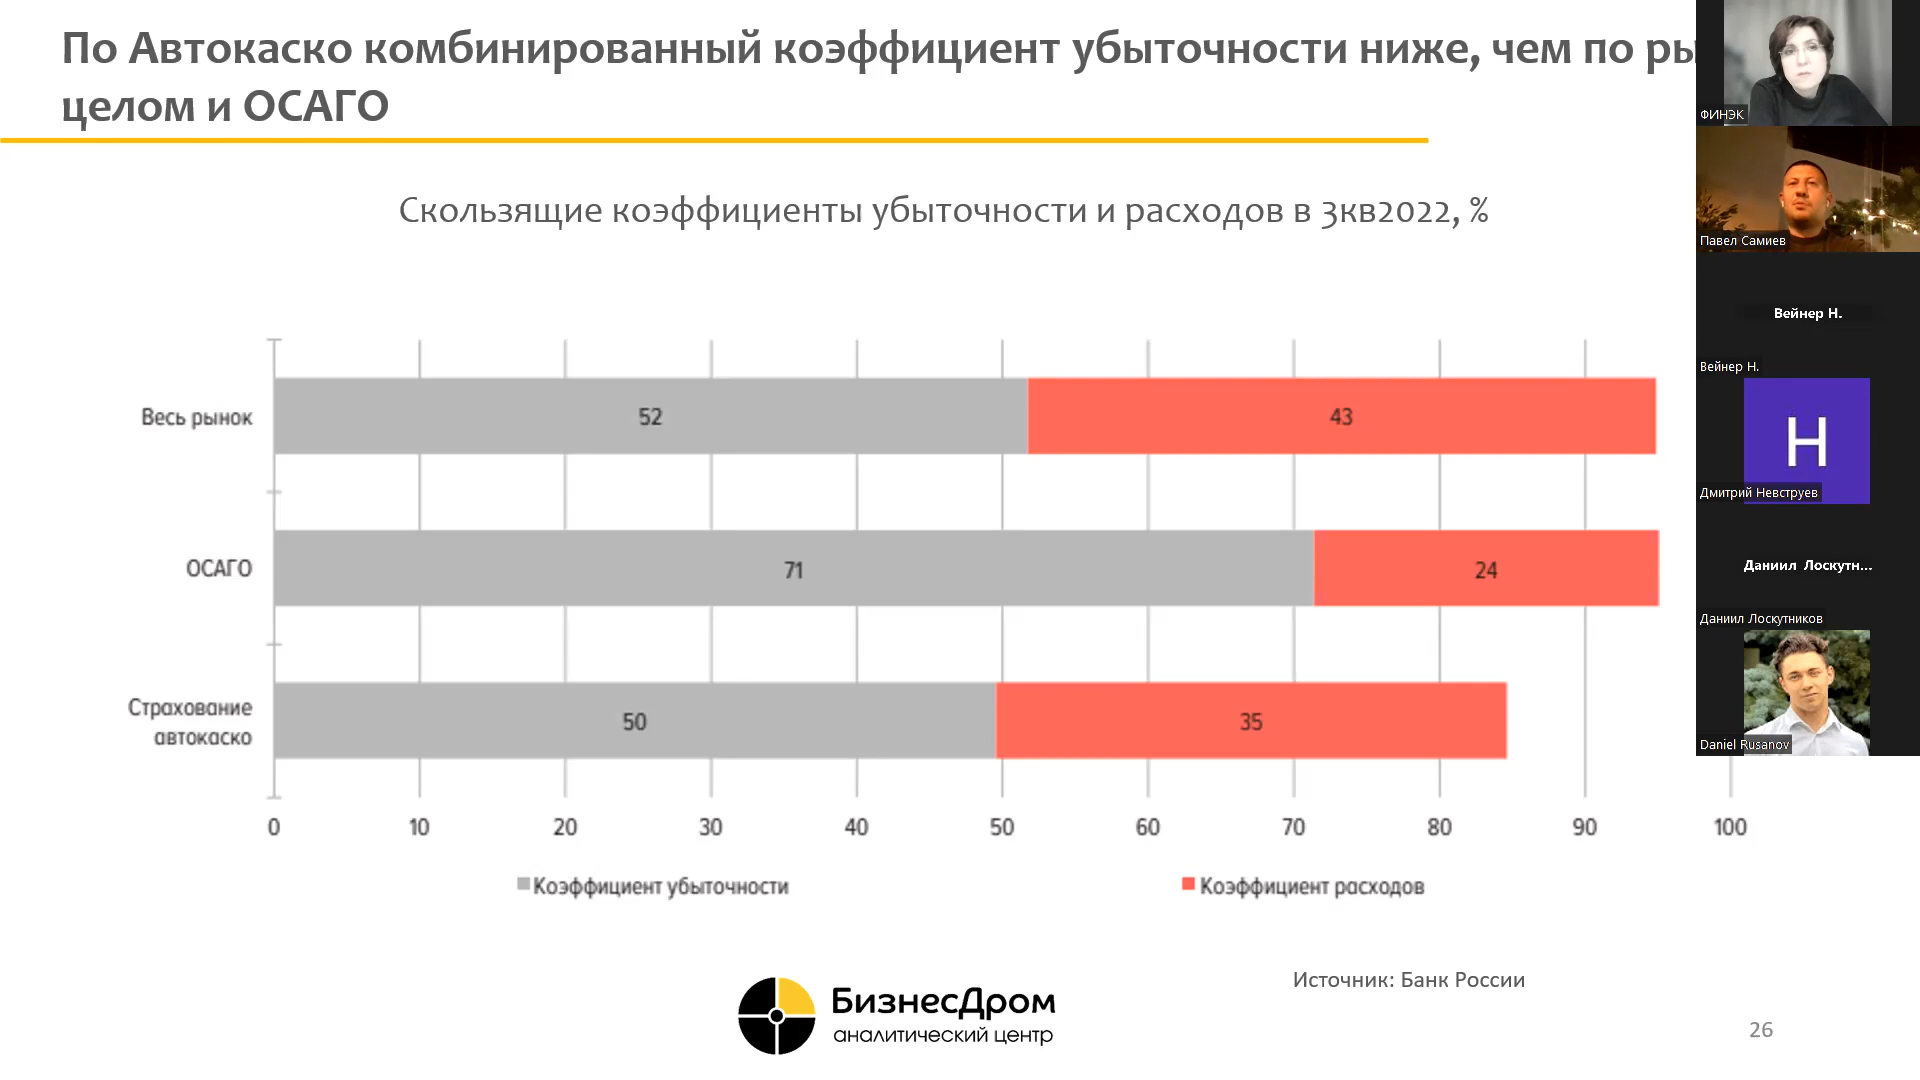 По Автокаско комбинированный коэффициент убыточности ниже, чем по ры
целом и ОСАГО
Скользящие коэффициенты убыточности и расходов в 3кв2022, %
Весь рынок
52
43
ОСАГО
71
24
Страхование
автокаско
50
35
0 10 20 30 40 50 60 70 80 90 100
Коэффициент убыточности
Коэффициент расходов
БизнесДром
аналитический центр
Источник: Банк России
26
ФИНЭК
Павел Самиев
Вейнер Н.
Вейнер Н.
Н
Дмитрий Невструев
Даниил Лоскутн...
Даниил Лоскутников
Daniel Rusanov